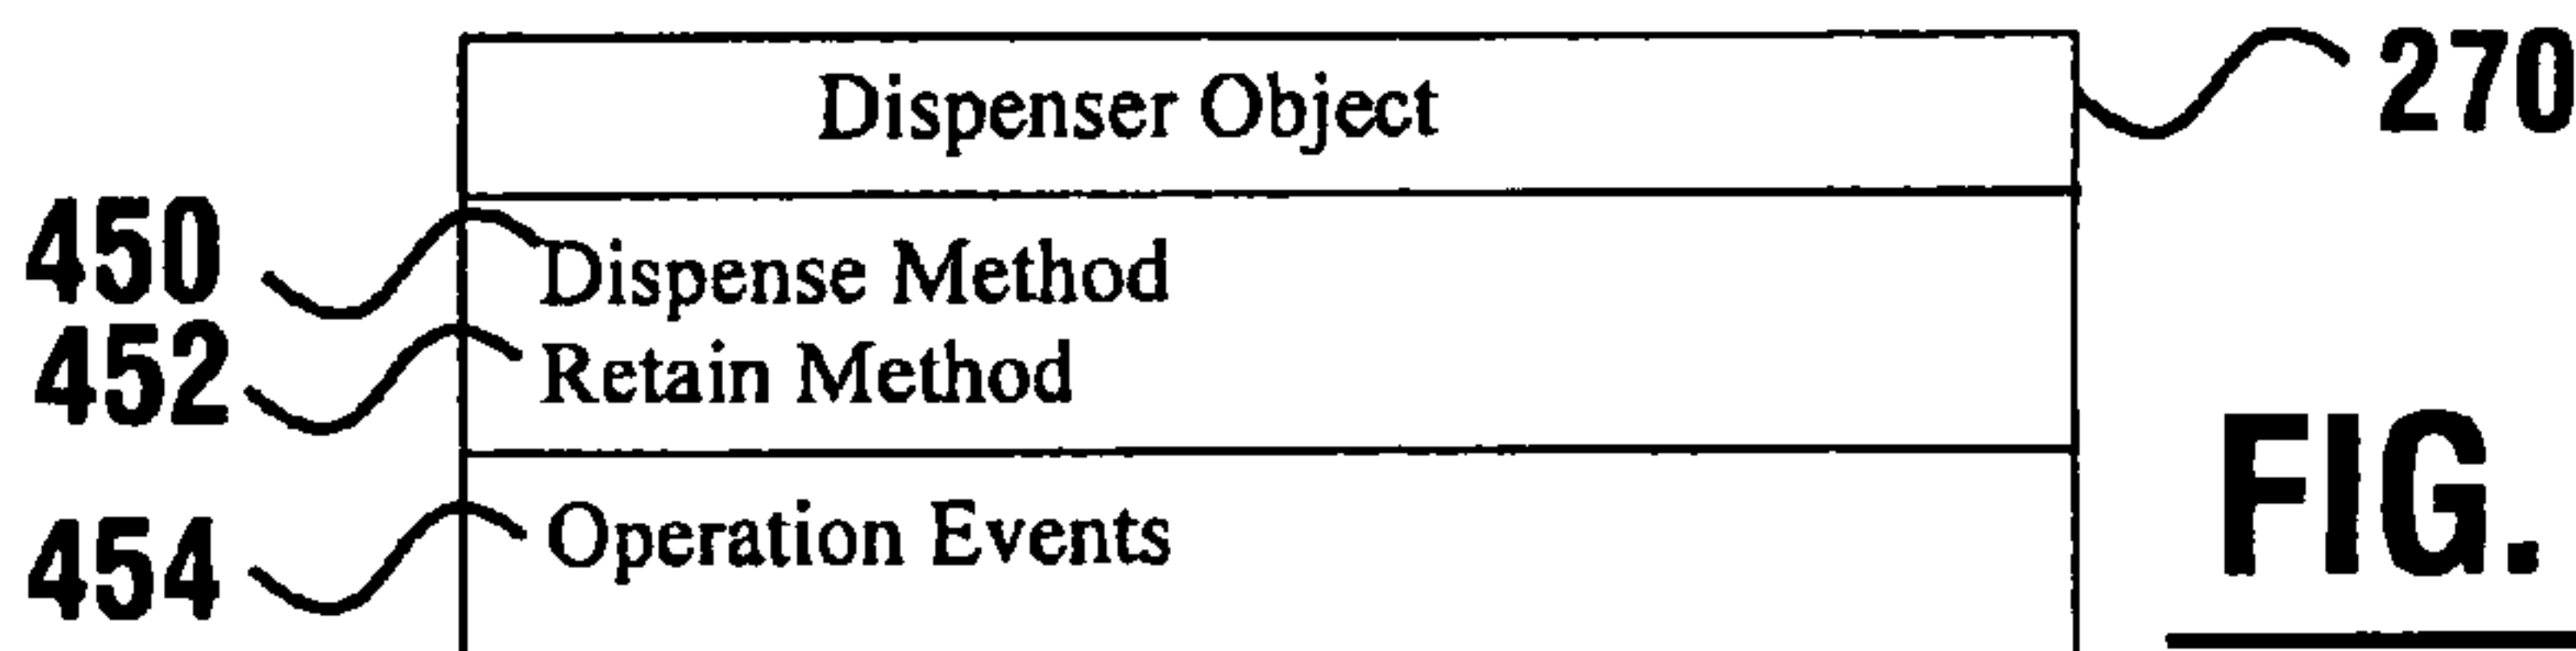 Dispenser Object 270
450 Dispense Method
452 Retain Method
454 Operation Events
FIG.